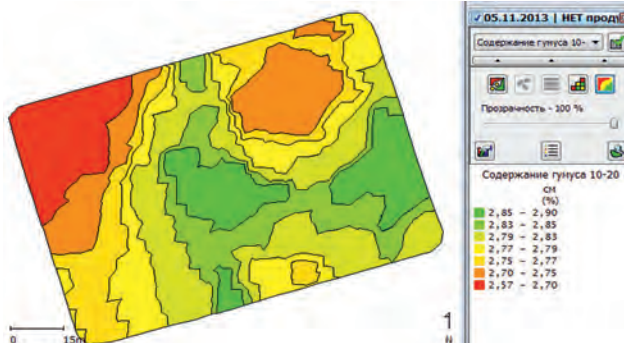 05.11.2013 | НЕТ проду
Содержание гумуса 10-
Прозрачность - 100 %
Содержание гумуса 10-20
см
(%)
2,85 - 2,90
2,83 - 2,85
2,79 - 2,83
2,77 - 2,79
2,75 - 2,77
2,70 - 2,75
2,57 - 2,70
0 15
N